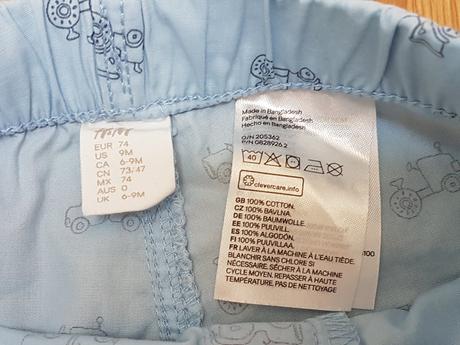 H&M
EUR 74
US 9M
CA 6-9M
CN 73/47
MX 74
AUS 0
UK 6-9M
Made in Bangladesh
Fabriqué en Bangladesh
Hecho en Bangladesh
O/N 205362
P/N 08289262
40
clevercare.info
GB 100% COTTON.
CZ 100% BAVLNA.
DE 100% BAUMWOLLE.
EE 100% PUUVILL.
ES 100% ALGODÓN.
FI 100% PUUVILLAA.
FR LAVER À LA MACHINE À L'EAU TIÈDE.
BLANCHIR SANS CHLORE SI
NÉCESSAIRE. SÉCHER À LA MACHINE
CYCLE MOYEN. REPASSER À HAUTE
TEMPÉRATURE. PAS DE NETTOYAGE
100